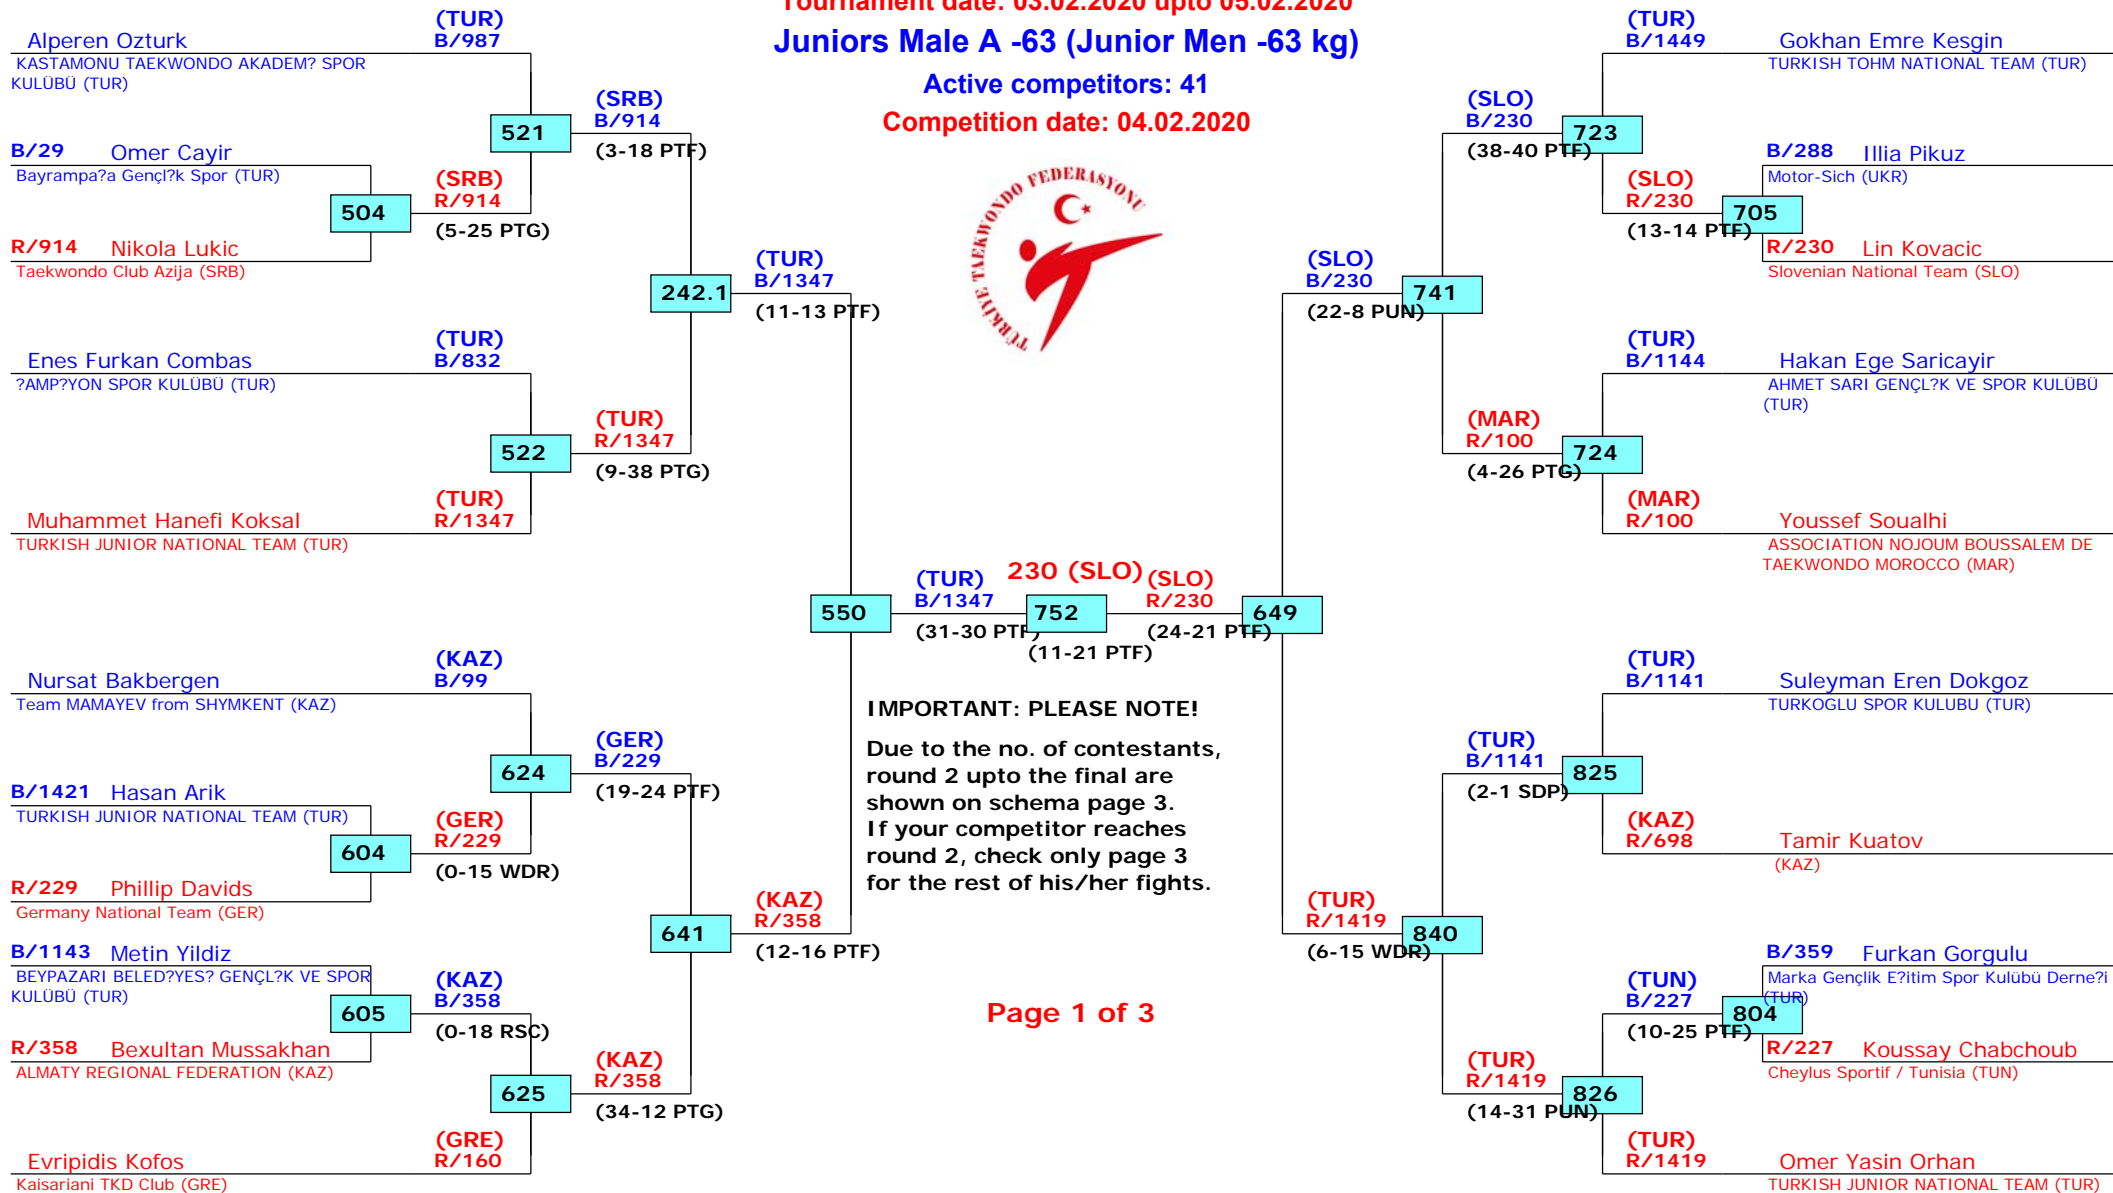 Tournament date: 03.02.2020 upto 05.02.2020
Juniors Male A -63 (Junior Men -63 kg)
Active competitors: 41
Competition date: 04.02.2020
TÜRKİYE TAEKWONDO FEDERASYONU
(TUR)
Alperen Ozturk B/987
KASTAMONU TAEKWONDO AKADEM? SPOR
KULÜBÜ (TUR)
B/29 Omer Cayir
Bayrampa?a Gençl?k Spor (TUR)
504
R/914 Nikola Lukic
Taekwondo Club Azija (SRB)
(SRB)
R/914
(5-25 PTG)
521
(SRB)
B/914
(3-18 PTF)
(TUR)
Enes Furkan Combas B/832
?AMP?YON SPOR KULÜBÜ (TUR)
522
(TUR)
R/1347
(9-38 PTG)
(TUR)
Muhammet Hanefi Koksal R/1347
TURKISH JUNIOR NATIONAL TEAM (TUR)
242.1
(TUR)
B/1347
(11-13 PTF)
(KAZ)
Nursat Bakbergen B/99
Team MAMAYEV from SHYMKENT (KAZ)
B/1421 Hasan Arik
TURKISH JUNIOR NATIONAL TEAM (TUR)
604
R/229 Phillip Davids
Germany National Team (GER)
(GER)
R/229
(0-15 WDR)
624
(GER)
B/229
(19-24 PTF)
B/1143 Metin Yildiz
BEYPAZARI BELED?YES? GENÇL?K VE SPOR
KULÜBÜ (TUR)
605
R/358 Bexultan Mussakhan
ALMATY REGIONAL FEDERATION (KAZ)
(KAZ)
B/358
(0-18 RSC)
625
(KAZ)
R/358
(34-12 PTG)
(GRE)
Evripidis Kofos R/160
Kaisariani TKD Club (GRE)
641
(KAZ)
R/358
(12-16 PTF)
550
(TUR)
B/1347
(31-30 PTF)
230 (SLO)
752
(11-21 PTF)
(SLO)
R/230
(24-21 PTF)
649
IMPORTANT: PLEASE NOTE!
Due to the no. of contestants,
round 2 upto the final are
shown on schema page 3.
If your competitor reaches
round 2, check only page 3
for the rest of his/her fights.
Page 1 of 3
(TUR)
B/1449 Gokhan Emre Kesgin
TURKISH TOHM NATIONAL TEAM (TUR)
(SLO)
B/230
(38-40 PTF)
723
B/288 Illia Pikuz
Motor-Sich (UKR)
(SLO)
R/230
(13-14 PTF)
705
R/230 Lin Kovacic
Slovenian National Team (SLO)
(SLO)
B/230
(22-8 PUN)
741
(TUR)
B/1144 Hakan Ege Saricayir
AHMET SARI GENÇL?K VE SPOR KULÜBÜ
(TUR)
(MAR)
R/100
(4-26 PTG)
724
(MAR)
R/100 Youssef Soualhi
ASSOCIATION NOJOUM BOUSSALEM DE
TAEKWONDO MOROCCO (MAR)
(TUR)
B/1141 Suleyman Eren Dokgoz
TURKOGLU SPOR KULUBU (TUR)
(TUR)
B/1141
(2-1 SDP)
825
(KAZ)
R/698 Tamir Kuatov
(KAZ)
(TUR)
R/1419
(6-15 WDR)
840
B/359 Furkan Gorgulu
Marka Gençlik E?itim Spor Kulübü Derne?i
(TUR)
(TUN)
B/227
(10-25 PTF)
804
R/227 Koussay Chabchoub
Cheylus Sportif / Tunisia (TUN)
(TUR)
R/1419
(14-31 PUN)
826
(TUR)
R/1419 Omer Yasin Orhan
TURKISH JUNIOR NATIONAL TEAM (TUR)